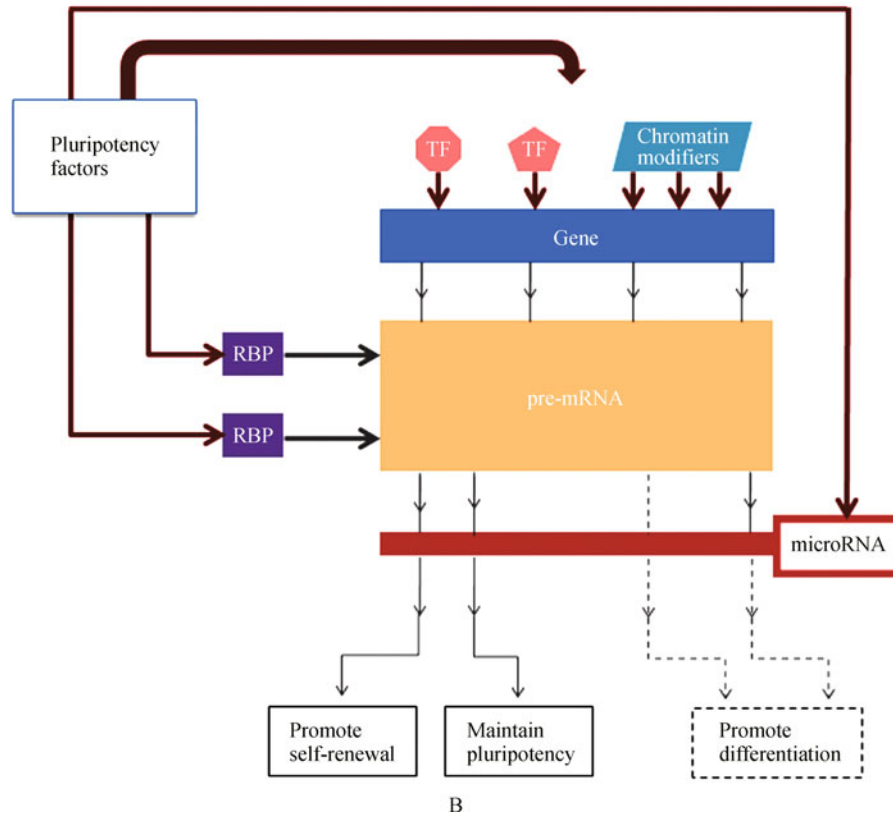 Pluripotency
factors
TF
TF
Chromatin
modifiers
Gene
RBP
pre-mRNA
RBP
microRNA
Promote
self-renewal
Maintain
pluripotency
Promote
differentiation
B